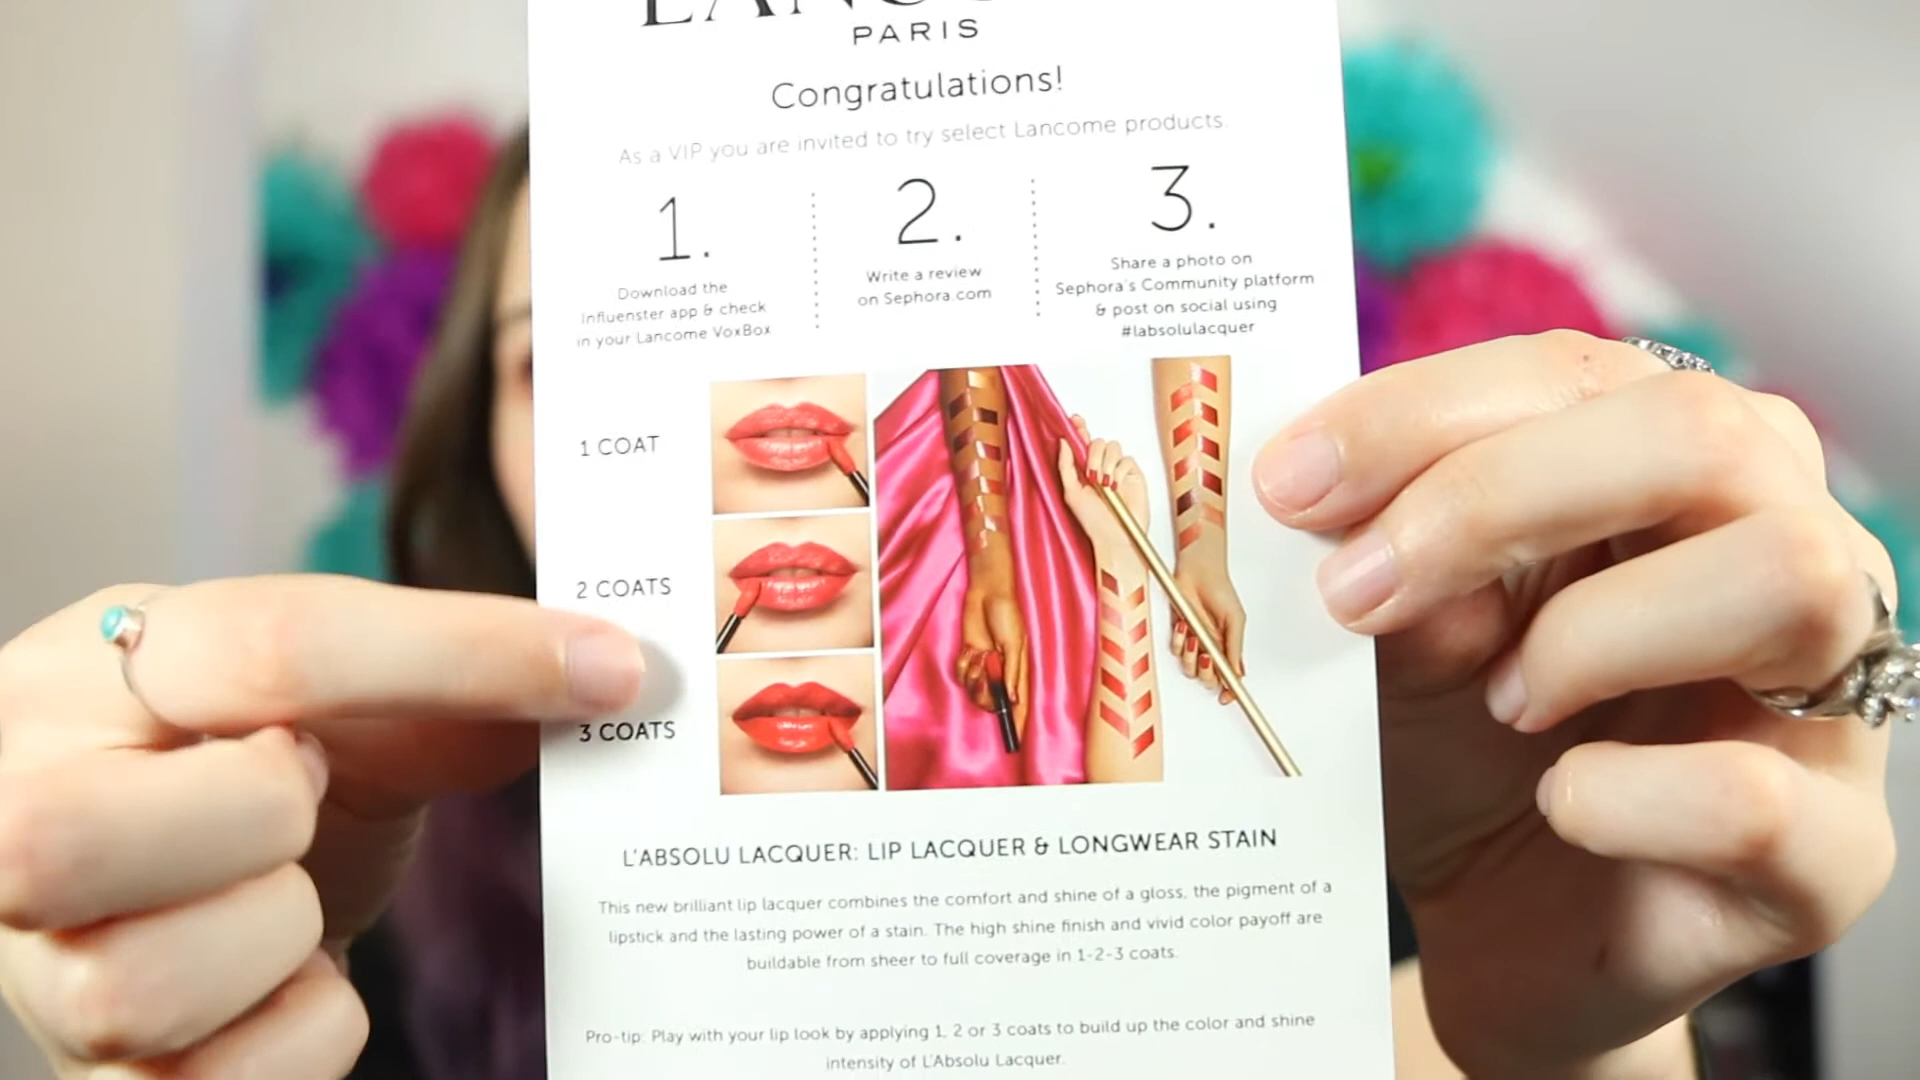 PARIS
Congratulations!
As a VIP you are invited to try select Lancome products.
1.
Download the
Influenster app & check
in your Lancome VoxBox
2.
Write a review
on Sephora.com
3.
Share a photo on
Sephora's Community platform
& post on social using
#labsolulacquer
1 COAT
2 COATS
3 COATS
L'ABSOLU LACQUER: LIP LACQUER & LONGWEAR STAIN
This new brilliant lip lacquer combines the comfort and shine of a gloss, the pigment of a
lipstick and the lasting power of a stain. The high shine finish and vivid color payoff are
buildable from sheer to full coverage in 1-2-3 coats.
Pro-tip: Play with your lip look by applying 1, 2 or 3 coats to build up the color and shine
intensity of L'Absolu Lacquer.